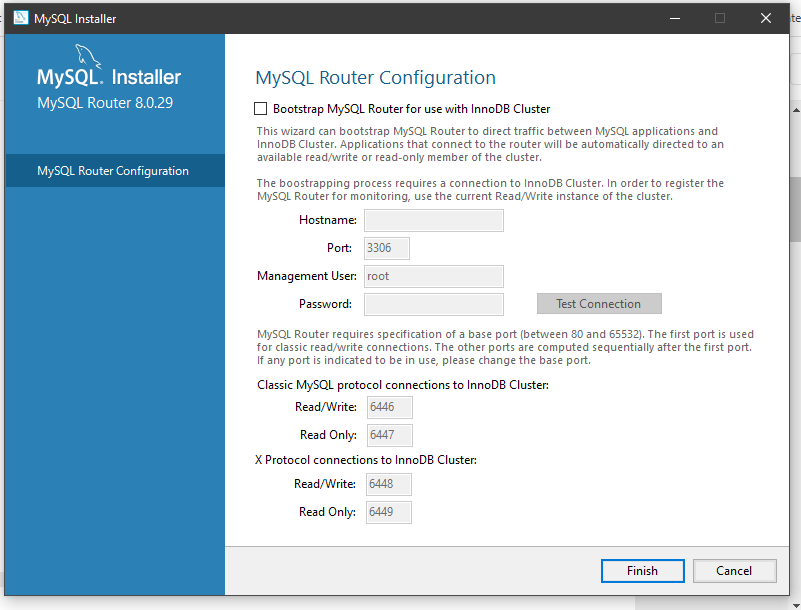 MySQL Installer
MySQL. Installer
MySQL Router 8.0.29
MySQL Router Configuration
MySQL Router Configuration
Bootstrap MySQL Router for use with InnoDB Cluster
This wizard can bootstrap MySQL Router to direct traffic between MySQL applications and
InnoDB Cluster. Applications that connect to the router will be automatically directed to an
available read/write or read-only member of the cluster.
The boostrapping process requires a connection to InnoDB Cluster. In order to register the
MySQL Router for monitoring, use the current Read/Write instance of the cluster.
Hostname:
Port: 3306
Management User: root
Password: Test Connection
MySQL Router requires specification of a base port (between 80 and 65532). The first port is used
for classic read/write connections. The other ports are computed sequentially after the first port.
If any port is indicated to be in use, please change the base port.
Classic MySQL protocol connections to InnoDB Cluster:
Read/Write: 6446
Read Only: 6447
X Protocol connections to InnoDB Cluster:
Read/Write: 6448
Read Only: 6449
Finish Cancel